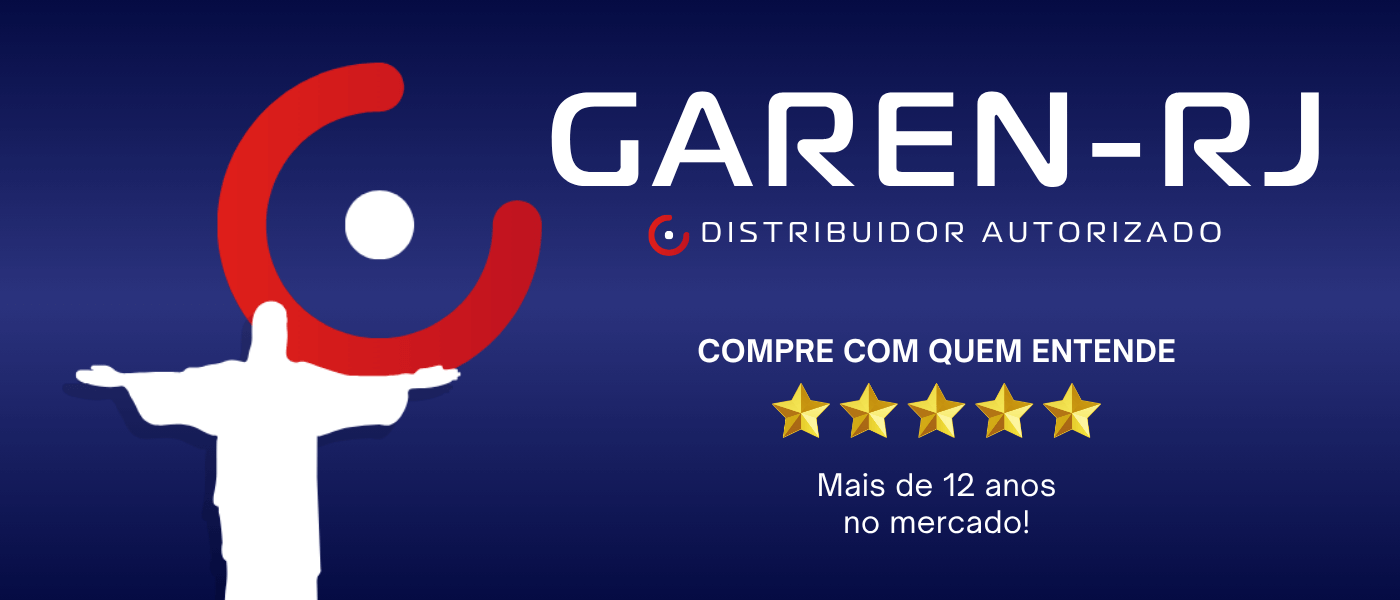 GAREN-RJ
DISTRIBUIDOR AUTORIZADO
COMPRE COM QUEM ENTENDE
Mais de 12 anos
no mercado!